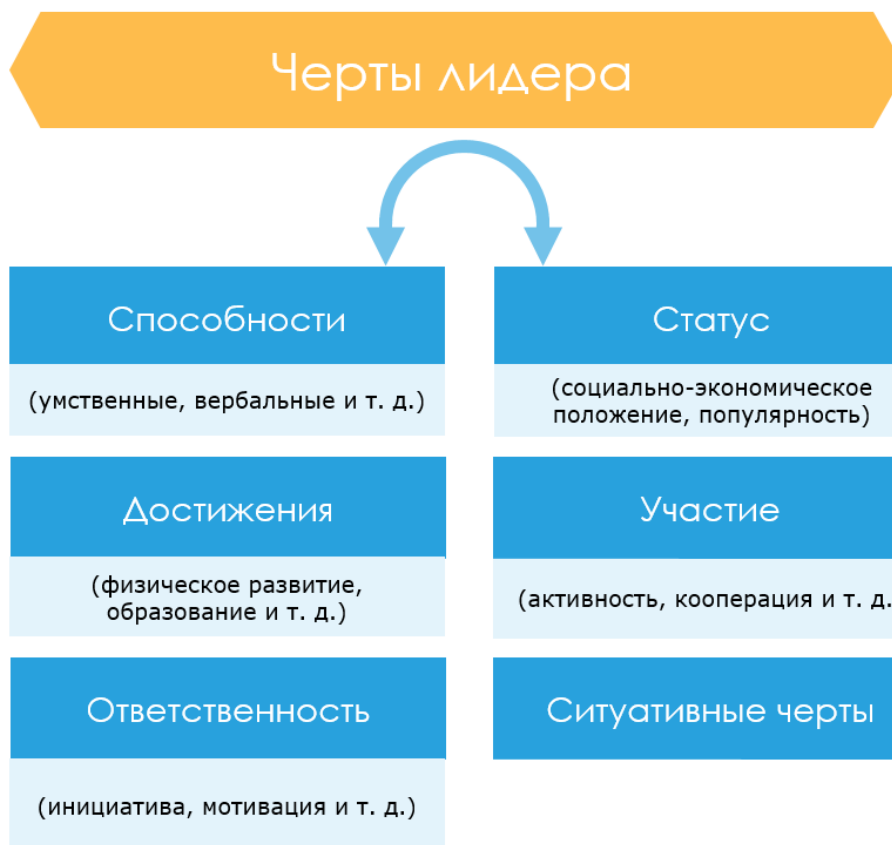 Черты лидера
Способности
(умственные, вербальные и т. д.)
Статус
(социально-экономическое
положение, популярность)
Достижения
(физическое развитие,
образование и т. д.)
Участие
(активность, кооперация и т. д.
Ответственность
(инициатива, мотивация и т. д.)
Ситуативные черты